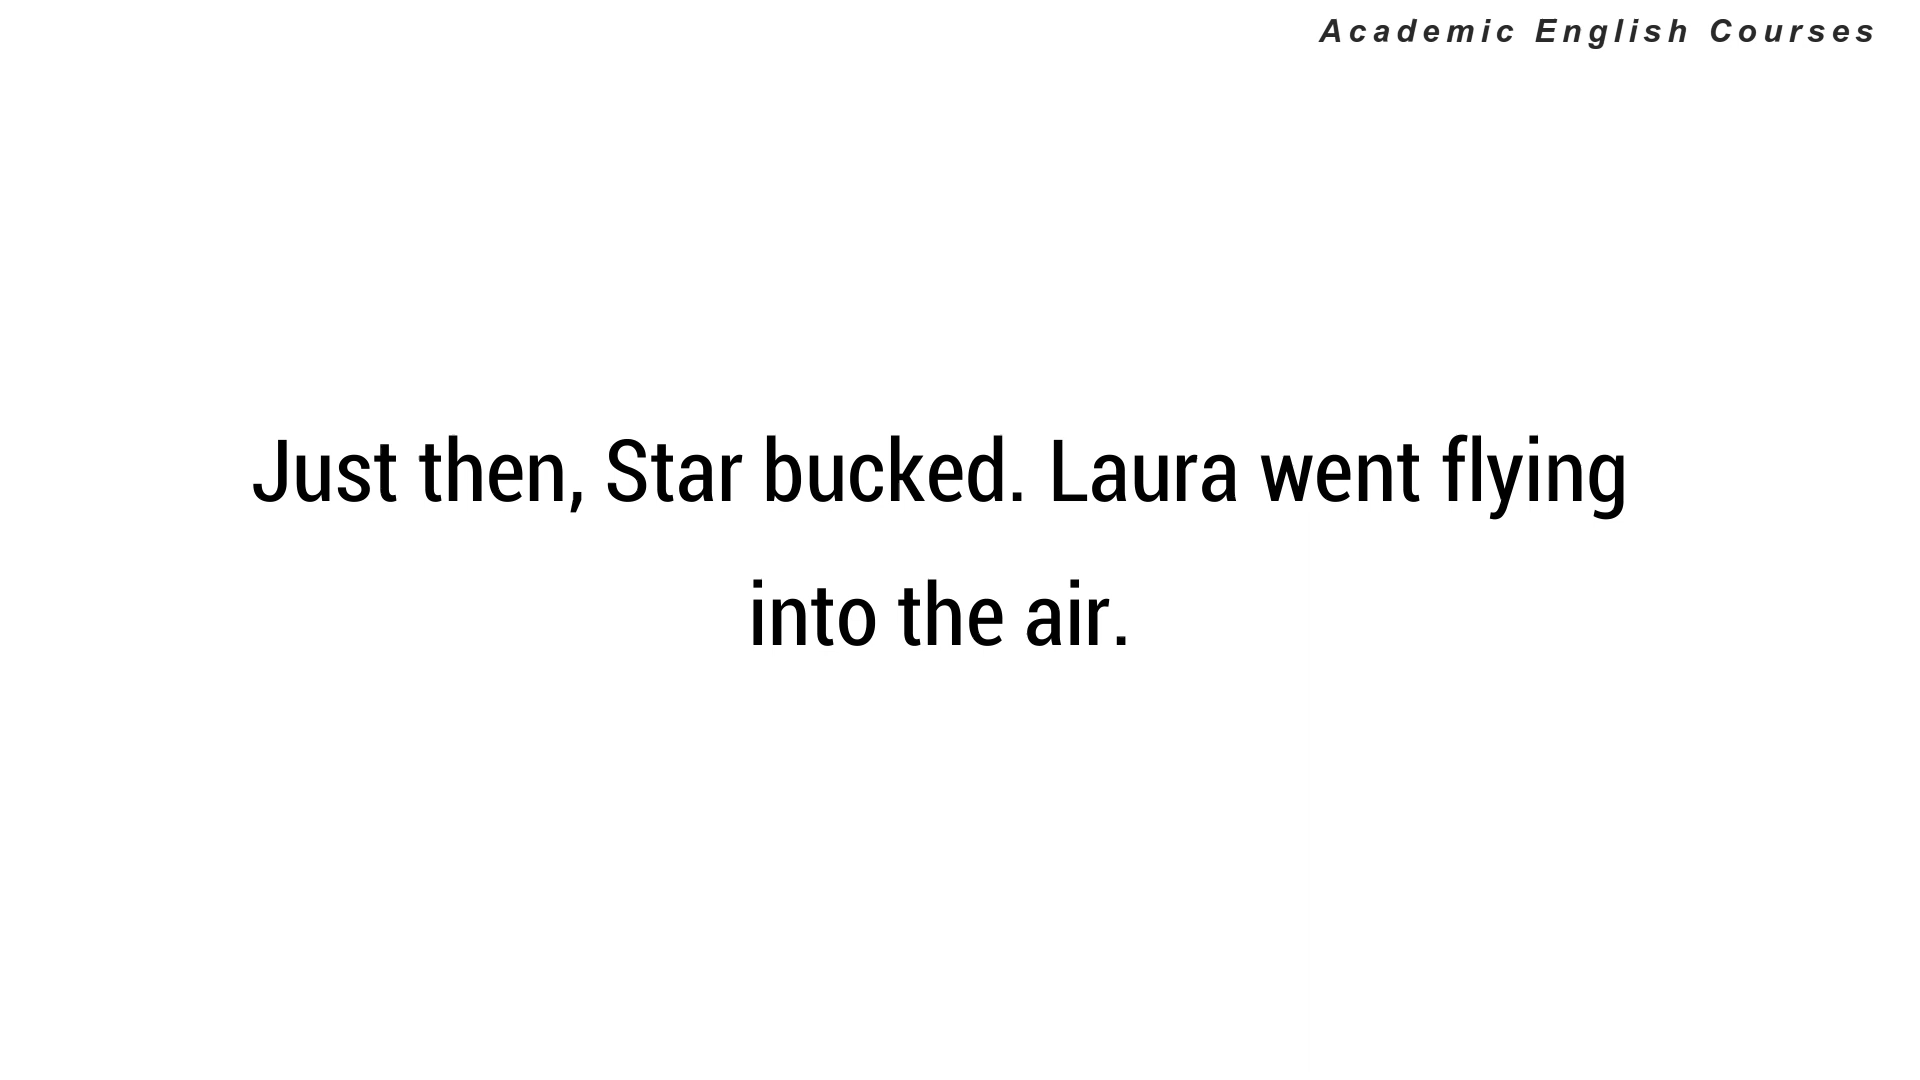 Academic English Courses
Just then, Star bucked. Laura went flying
into the air.